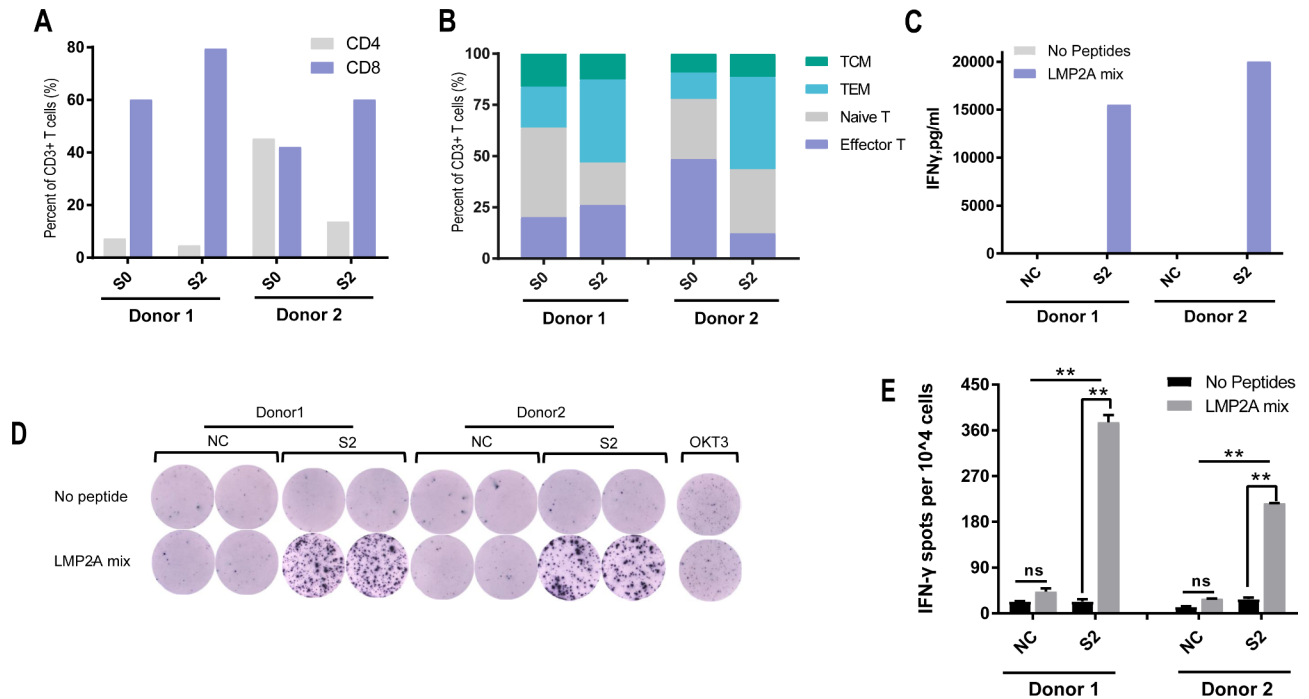 A
CD4
CD8
Percent of CD3+ T cells (%)
80
60
40
20
0
S0
S2
S0
S2
Donor 1
Donor 2
B
TCM
TEM
Naive T
Effector T
Percent of CD3+ T cells (%)
100
75
50
25
0
S0
S2
S0
S2
Donor 1
Donor 2
C
No Peptides
LMP2A mix
IFNγ,pg/ml
20000
15000
10000
5000
0
NC
S2
NC
S2
Donor 1
Donor 2
D
Donor1
Donor2
NC
S2
NC
S2
OKT3
No peptide
LMP2A mix
E
No Peptides
LMP2A mix
IFN-γ spots per 10^4 cells
450
360
270
180
90
0
**
**
ns
**
**
ns
NC
S2
NC
S2
Donor 1
Donor 2